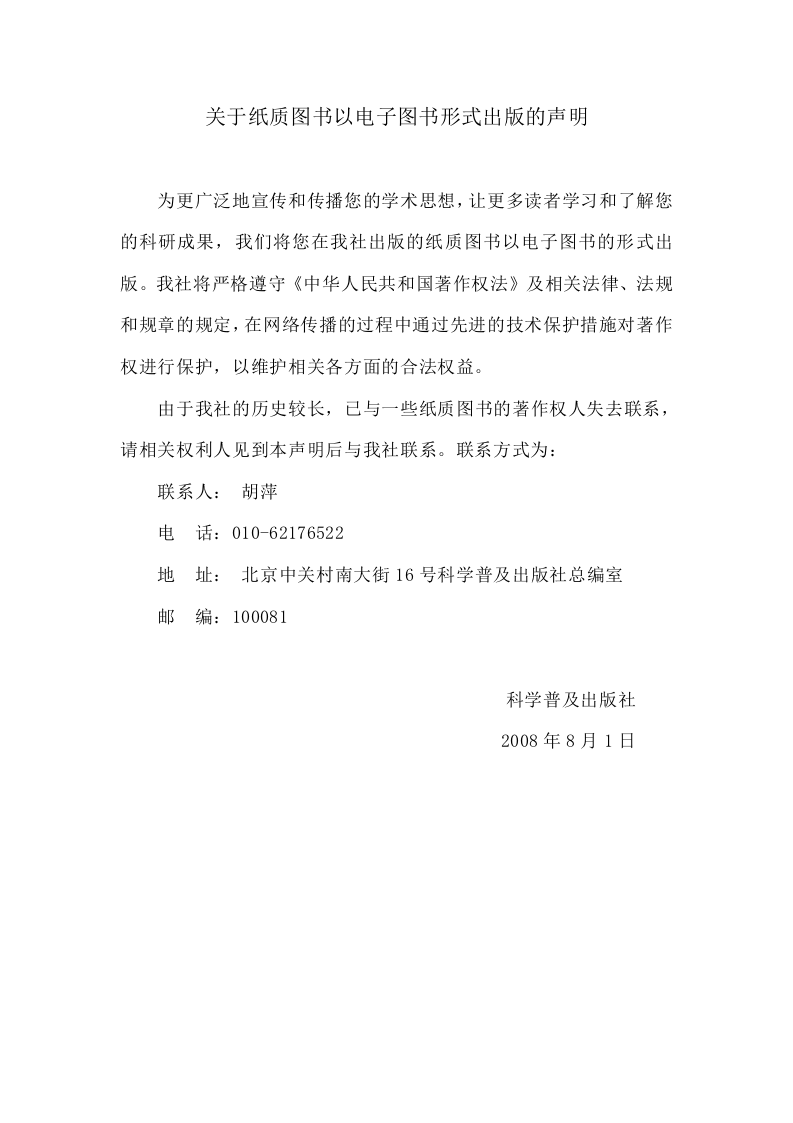 关于纸质图书以电子图书形式出版的声明
为更广泛地宣传和传播您的学术思想，让更多读者学习和了解您
的科研成果，我们将您在我社出版的纸质图书以电子图书的形式出
版。我社将严格遵守《中华人民共和国著作权法》及相关法律、法规
和规章的规定，在网络传播的过程中通过先进的技术保护措施对著作
权进行保护，以维护相关各方面的合法权益。
由于我社的历史较长，已与一些纸质图书的著作权人失去联系，
请相关权利人见到本声明后与我社联系。联系方式为：
联系人： 胡萍
电　话：010-62176522
地　址： 北京中关村南大街 16 号科学普及出版社总编室
邮　编：100081
科学普及出版社
2008 年 8 月 1 日